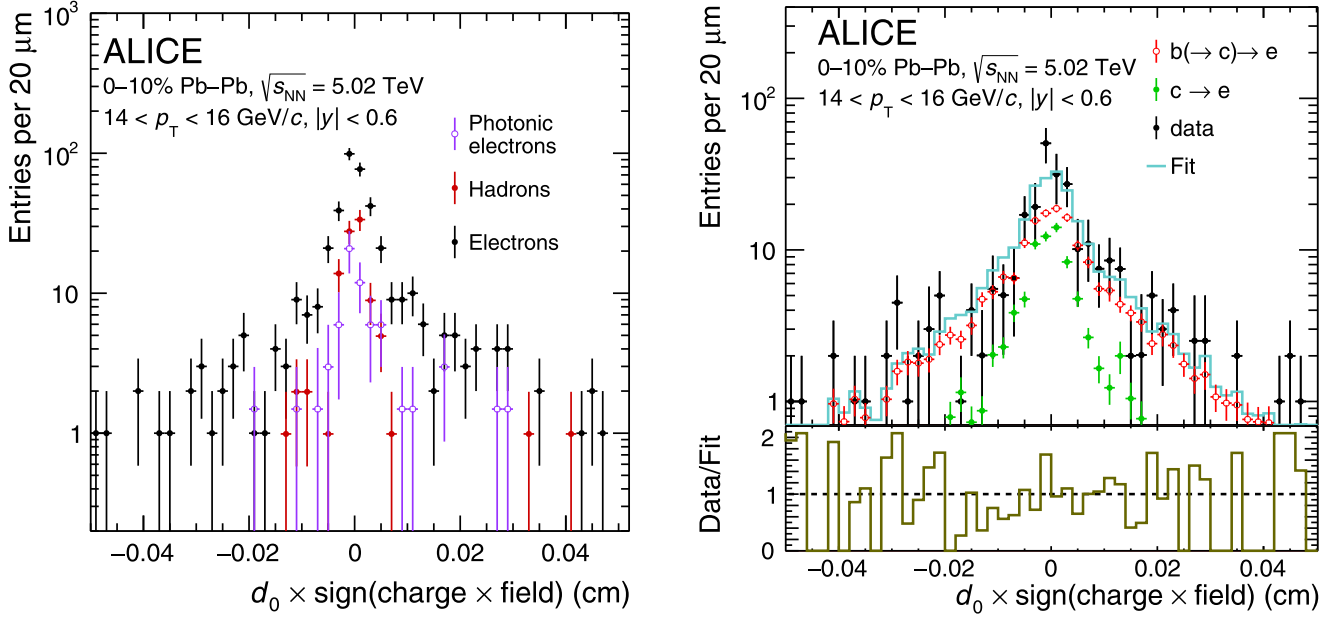 ALICE
0–10% Pb–Pb, √sNN = 5.02 TeV
14 < pT < 16 GeV/c, |y| < 0.6
Photonic
electrons
Hadrons
Electrons
Entries per 20 μm
10³
10²
10
1
−0.04
−0.02
0
0.02
0.04
d0 × sign(charge × field) (cm)
ALICE
0–10% Pb–Pb, √sNN = 5.02 TeV
14 < pT < 16 GeV/c, |y| < 0.6
b(→ c)→ e
c → e
data
Fit
Entries per 20 μm
10²
10
1
Data/Fit
2
1
0
−0.04
−0.02
0
0.02
0.04
d0 × sign(charge × field) (cm)